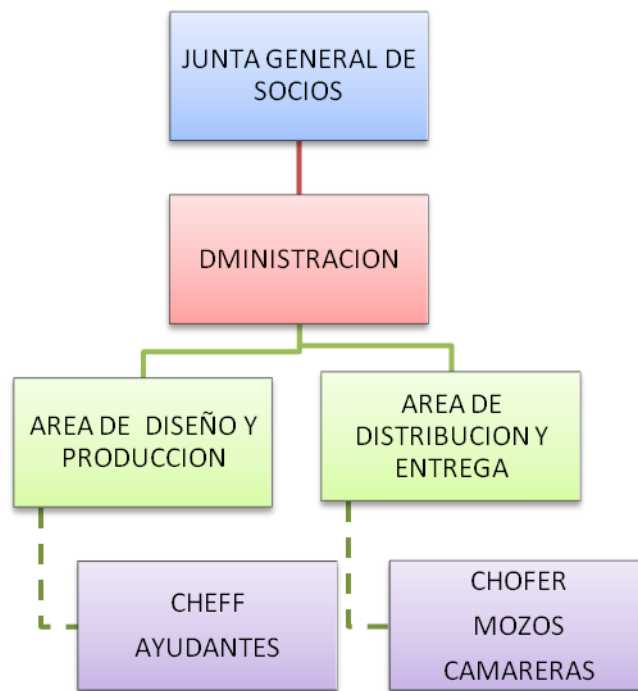 JUNTA GENERAL DE
SOCIOS
DMINISTRACION
AREA DE DISEÑO Y
PRODUCCION
AREA DE
DISTRIBUCION Y
ENTREGA
CHEFF
AYUDANTES
CHOFER
MOZOS
CAMARERAS